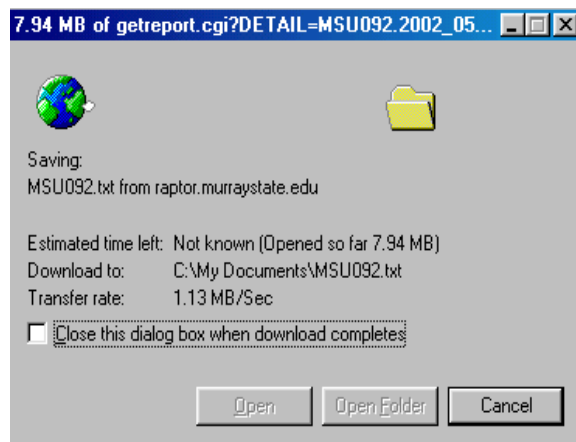 7.94 MB of getreport.cgi?DETAIL=MSU092.2002_05...
Saving:
MSU092.txt from raptor.murraystate.edu
Estimated time left: Not known (Opened so far 7.94 MB)
Download to: C:\My Documents\MSU092.txt
Transfer rate: 1.13 MB/Sec
Close this dialog box when download completes
Open Open Folder Cancel